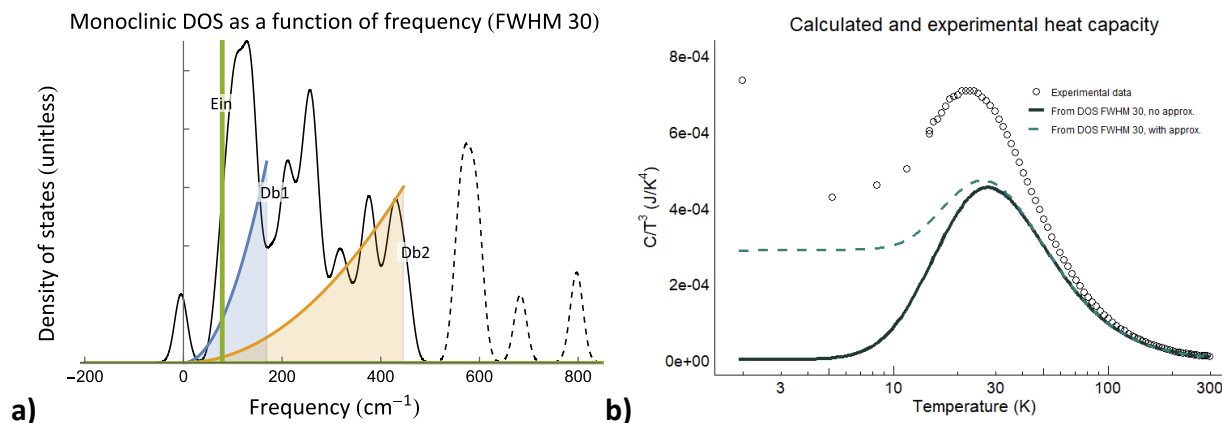 Monoclinic DOS as a function of frequency (FWHM 30)
Density of states (unitless)
Ein
Db1
Db2
−200 0 200 400 600 800
Frequency (cm−1)
a)
Calculated and experimental heat capacity
8e-04
6e-04
4e-04
2e-04
0e+00
C/T−3 (J/K4)
Experimental data
From DOS FWHM 30, no approx.
From DOS FWHM 30, with approx.
3 10 30 100 300
Temperature (K)
b)